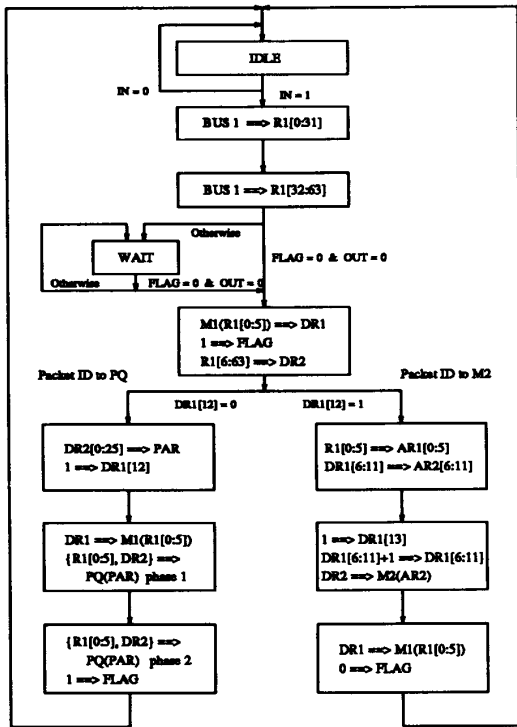 IDLE
IN = 0
IN = 1
BUS 1 ==> R1[0:31]
BUS 1 ==> R1[32:63]
Otherwise
WAIT
FLAG = 0 & OUT = 0
Otherwise
FLAG = 0 & OUT = 0
M1(R1[0:5]) ==> DR1
1 ==> FLAG
R1[6:63] ==> DR2
Packet ID to PQ
Packet ID to M2
DR1[12] = 0
DR1[12] = 1
DR2[0:25] ==> PAR
1 ==> DR1[12]
R1[0:5] ==> AR1[0:5]
DR1[6:11] ==> AR2[6:11]
DR1 ==> M1(R1[0:5])
{R1[0:5], DR2} ==>
PQ(PAR) phase 1
1 ==> DR1[13]
DR1[6:11]+1 ==> DR1[6:11]
DR2 ==> M2(AR2)
{R1[0:5], DR2} ==>
PQ(PAR) phase 2
1 ==> FLAG
DR1 ==> M1(R1[0:5])
0 ==> FLAG